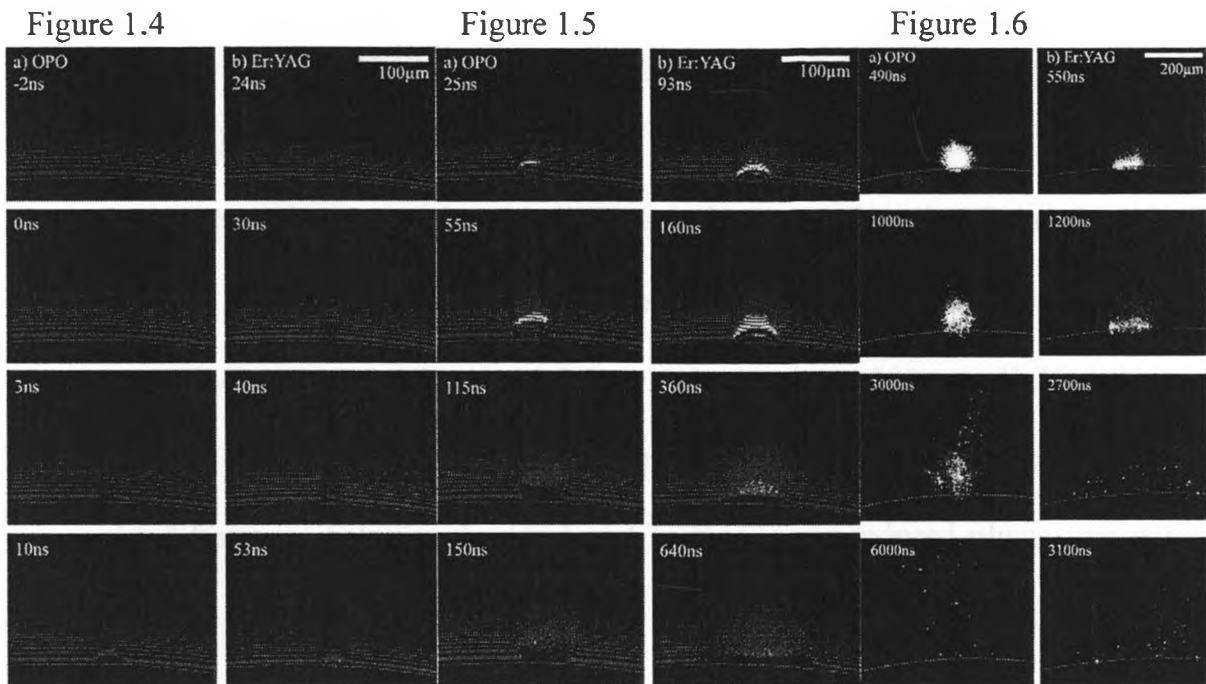 Figure 1.4
Figure 1.5
Figure 1.6
a) OPO
-2ns
b) Er:YAG
24ns
100µm
a) OPO
25ns
b) Er:YAG
93ns
100µm
a) OPO
490ns
b) Er:YAG
550ns
200µm
0ns
30ns
55ns
160ns
1000ns
1200ns
3ns
40ns
115ns
360ns
3000ns
2700ns
10ns
53ns
150ns
640ns
6000ns
3100ns